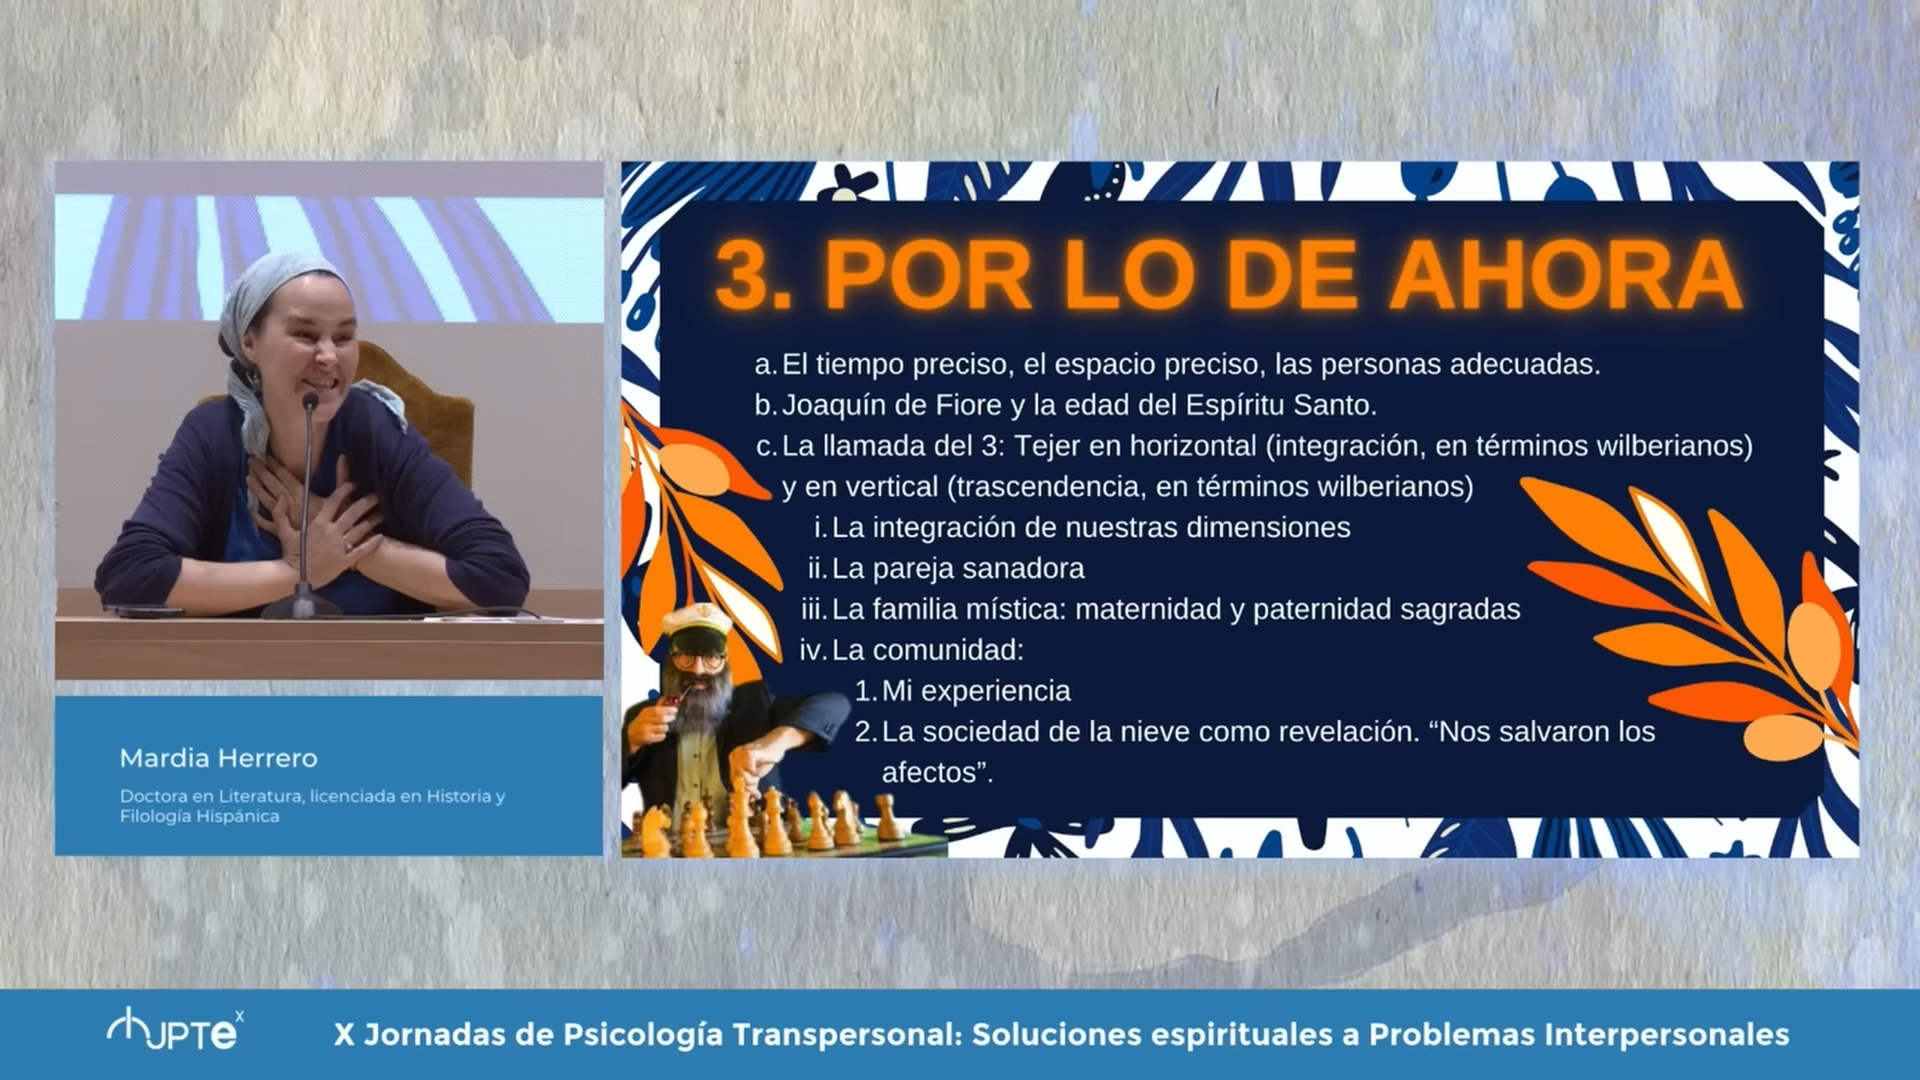 3. POR LO DE AHORA
a. El tiempo preciso, el espacio preciso, las personas adecuadas.
b. Joaquín de Fiore y la edad del Espíritu Santo.
c. La llamada del 3: Tejer en horizontal (integración, en términos wilberianos)
y en vertical (trascendencia, en términos wilberianos)
i. La integración de nuestras dimensiones
ii. La pareja sanadora
iii. La familia mística: maternidad y paternidad sagradas
iv. La comunidad:
1. Mi experiencia
2. La sociedad de la nieve como revelación. “Nos salvaron los
afectos”.
Mardia Herrero
Doctora en Literatura, licenciada en Historia y
Filología Hispánica
JPTe x
X Jornadas de Psicología Transpersonal: Soluciones espirituales a Problemas Interpersonales